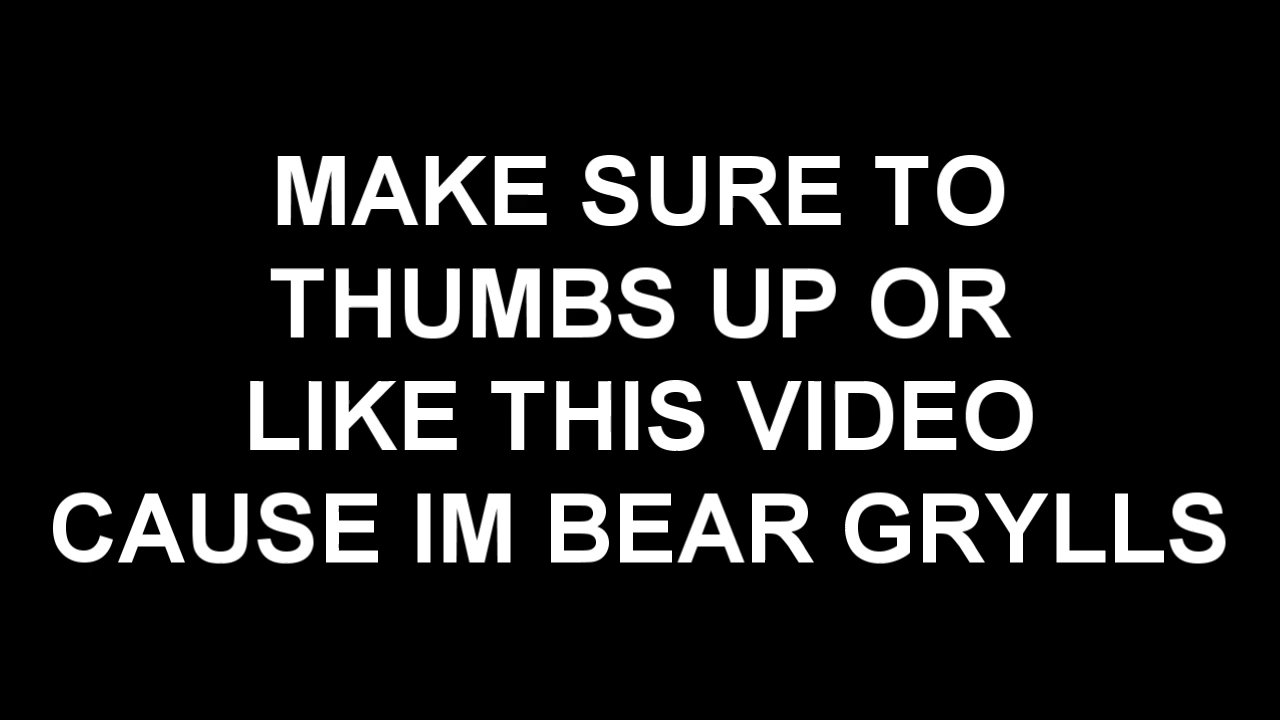 MAKE SURE TO
THUMBS UP OR
LIKE THIS VIDEO
CAUSE IM BEAR GRYLLS